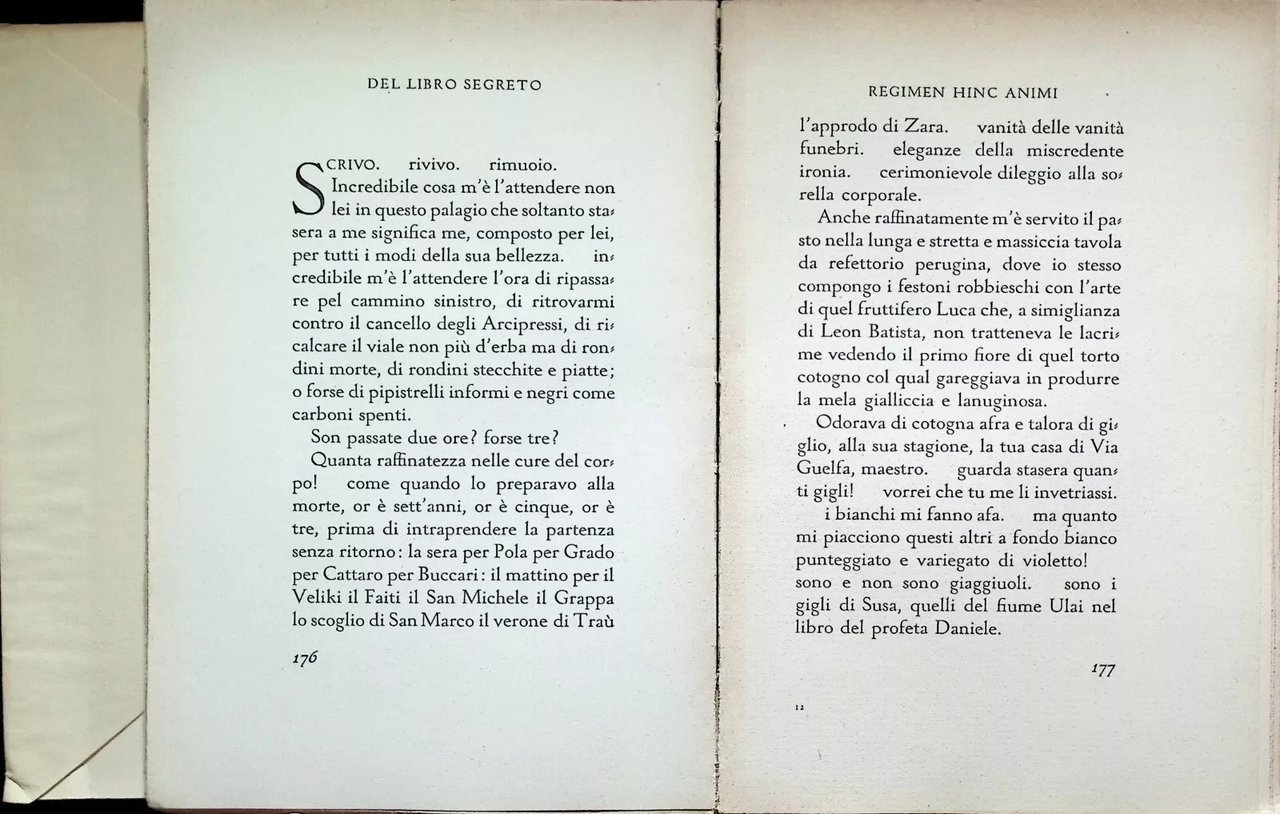 DEL LIBRO SEGRETO
SCRIVO. rivivo. rimuoio.
Incredibile cosa m'è l'attendere non
lei in questo palagio che soltanto sta⸗
sera a me significa me, composto per lei,
per tutti i modi della sua bellezza. in⸗
credibile m'è l'attendere l'ora di ripassa⸗
re pel cammino sinistro, di ritrovarmi
contro il cancello degli Arcipressi, di ri⸗
calcare il viale non più d'erba ma di ron⸗
dini morte, di rondini stecchite e piatte;
o forse di pipistrelli informi e negri come
carboni spenti.
Son passate due ore? forse tre?
Quanta raffinatezza nelle cure del cor⸗
po! come quando lo preparavo alla
morte, or è sett'anni, or è cinque, or è
tre, prima di intraprendere la partenza
senza ritorno: la sera per Pola per Grado
per Cattaro per Buccari: il mattino per il
Veliki il Faiti il San Michele il Grappa
lo scoglio di San Marco il verone di Traù
176
REGIMEN HINC ANIMI
l'approdo di Zara. vanità delle vanità
funebri. eleganze della miscredente
ironia. cerimonievole dileggio alla so⸗
rella corporale.
Anche raffinatamente m'è servito il pa⸗
sto nella lunga e stretta e massiccia tavola
da refettorio perugina, dove io stesso
compongo i festoni robbieschi con l'arte
di quel fruttifero Luca che, a simiglianza
di Leon Batista, non tratteneva le lacri⸗
me vedendo il primo fiore di quel torto
cotogno col qual gareggiava in produrre
la mela gialliccia e lanuginosa.
Odorava di cotogna afra e talora di gi⸗
glio, alla sua stagione, la tua casa di Via
Guelfa, maestro. guarda stasera quan⸗
ti gigli! vorrei che tu me li invetriassi.
i bianchi mi fanno afa. ma quanto
mi piacciono questi altri a fondo bianco
punteggiato e variegato di violetto!
sono e non sono giaggiuoli. sono i
gigli di Susa, quelli del fiume Ulai nel
libro del profeta Daniele.
177
12